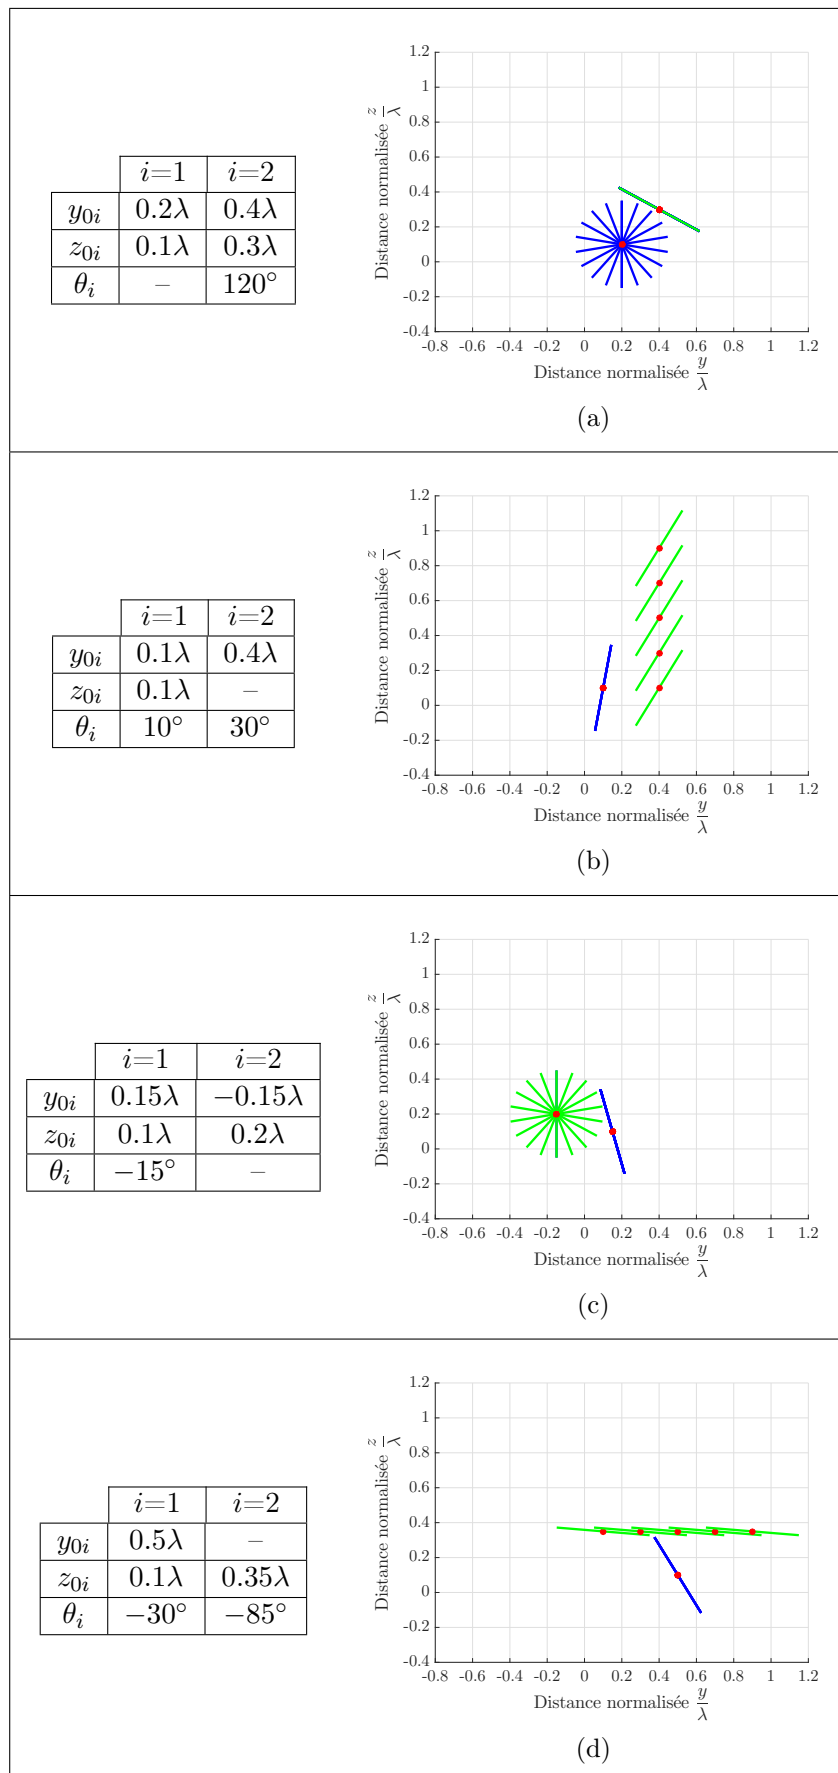 i=1 i=2
y0i 0.2λ 0.4λ
z0i 0.1λ 0.3λ
θi – 120°
1.2
1
0.8
0.6
0.4
0.2
0
-0.2
-0.4
-0.8 -0.6 -0.4 -0.2 0 0.2 0.4 0.6 0.8 1 1.2
Distance normalisée z/λ
Distance normalisée y/λ
(a)
i=1 i=2
y0i 0.1λ 0.4λ
z0i 0.1λ –
θi 10° 30°
1.2
1
0.8
0.6
0.4
0.2
0
-0.2
-0.4
-0.8 -0.6 -0.4 -0.2 0 0.2 0.4 0.6 0.8 1 1.2
Distance normalisée z/λ
Distance normalisée y/λ
(b)
i=1 i=2
y0i 0.15λ −0.15λ
z0i 0.1λ 0.2λ
θi −15° –
1.2
1
0.8
0.6
0.4
0.2
0
-0.2
-0.4
-0.8 -0.6 -0.4 -0.2 0 0.2 0.4 0.6 0.8 1 1.2
Distance normalisée z/λ
Distance normalisée y/λ
(c)
i=1 i=2
y0i 0.5λ –
z0i 0.1λ 0.35λ
θi −30° −85°
1.2
1
0.8
0.6
0.4
0.2
0
-0.2
-0.4
-0.8 -0.6 -0.4 -0.2 0 0.2 0.4 0.6 0.8 1 1.2
Distance normalisée z/λ
Distance normalisée y/λ
(d)